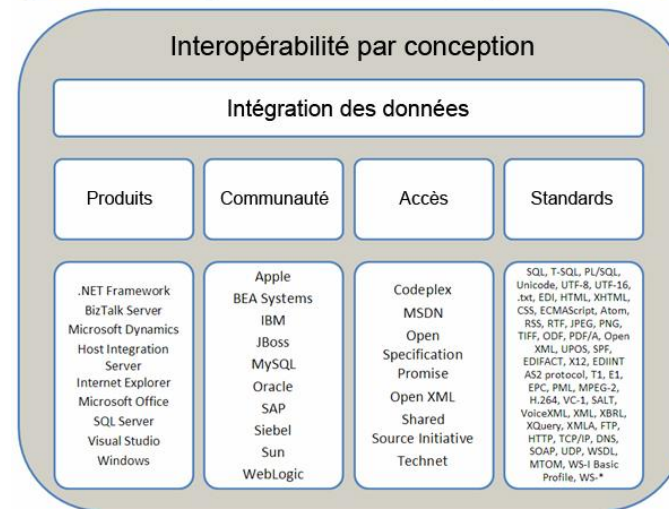 Interopérabilité par conception
Intégration des données
Produits
Communauté
Accès
Standards
.NET Framework
BizTalk Server
Microsoft Dynamics
Host Integration
Server
Internet Explorer
Microsoft Office
SQL Server
Visual Studio
Windows
Apple
BEA Systems
IBM
JBoss
MySQL
Oracle
SAP
Siebel
Sun
WebLogic
Codeplex
MSDN
Open
Specification
Promise
Open XML
Shared
Source Initiative
Technet
SQL, T-SQL, PL/SQL,
Unicode, UTF-8, UTF-16,
.txt, EDI, HTML, XHTML,
CSS, ECMAScript, Atom,
RSS, RTF, JPEG, PNG,
TIFF, ODF, PDF/A, Open
XML, UPOS, SPF,
EDIFACT, X12, EDIINT
AS2 protocol, T1, E1,
EPC, PML, MPEG-2,
H.264, VC-1, SALT,
VoiceXML, XML, XBRL,
XQuery, XMLA, FTP,
HTTP, TCP/IP, DNS,
SOAP, UDP, WSDL,
MTOM, WS-I Basic
Profile, WS-*